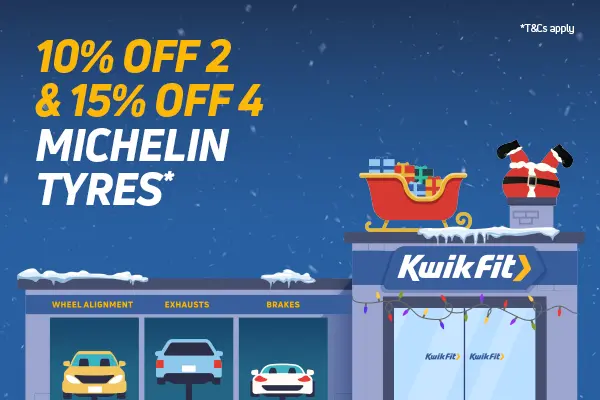 *T&Cs apply
10% OFF 2
& 15% OFF 4
MICHELIN
TYRES*
KwikFit
WHEEL ALIGNMENT
EXHAUSTS
BRAKES
KwikFit
KwikFit